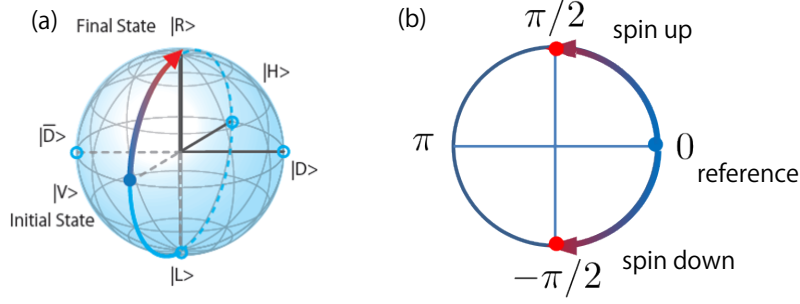 (a)
Final State
|R>
|H>
|D̅>
|D>
|V>
Initial State
|L>
(b)
π/2
spin up
π
0
reference
spin down
−π/2